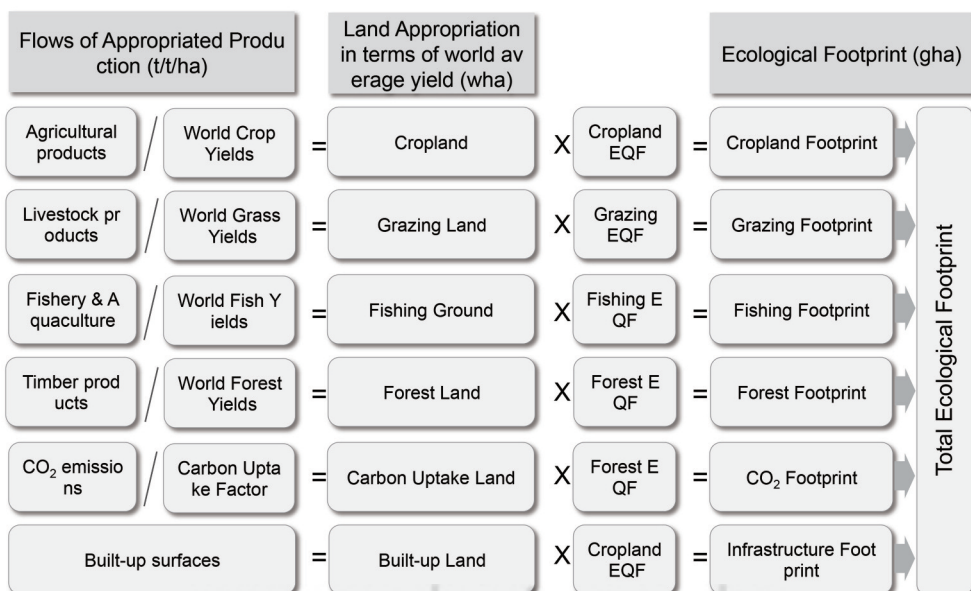 Flows of Appropriated Produ
ction (t/t/ha)
Land Appropriation
in terms of world av
erage yield (wha)
Ecological Footprint (gha)
Agricultural
products
/
World Crop
Yields
=
Cropland
X
Cropland
EQF
=
Cropland Footprint
Livestock pr
oducts
/
World Grass
Yields
=
Grazing Land
X
Grazing
EQF
=
Grazing Footprint
Fishery & A
quaculture
/
World Fish Y
ields
=
Fishing Ground
X
Fishing E
QF
=
Fishing Footprint
Timber prod
ucts
/
World Forest
Yields
=
Forest Land
X
Forest E
QF
=
Forest Footprint
CO₂ emissio
ns
/
Carbon Upta
ke Factor
=
Carbon Uptake Land
X
Forest E
QF
=
CO₂ Footprint
Built-up surfaces
=
Built-up Land
X
Cropland
EQF
=
Infrastructure Foot
print
Total Ecological Footprint